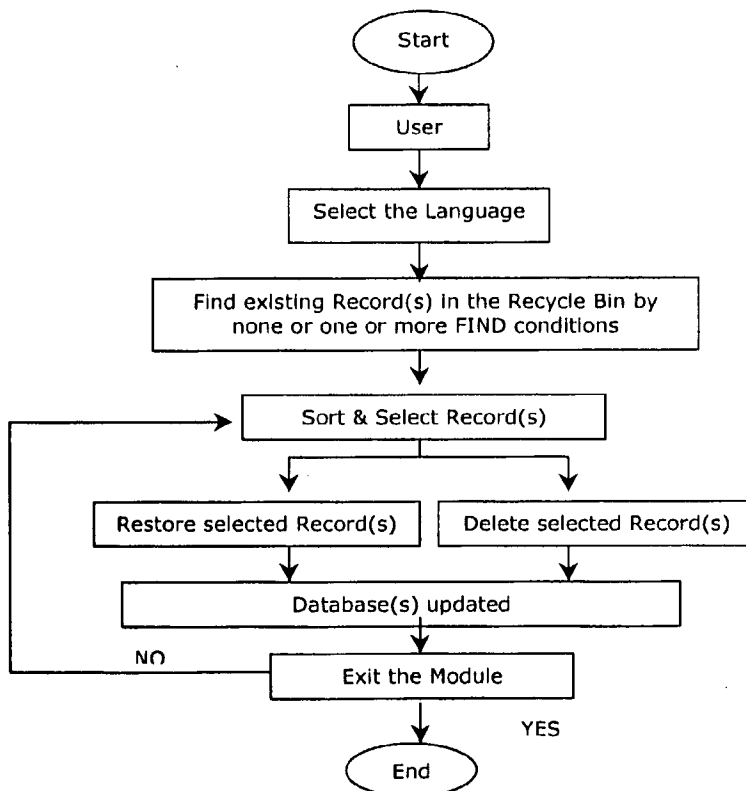 Start
User
Select the Language
Find existing Record(s) in the Recycle Bin by
none or one or more FIND conditions
Sort & Select Record(s)
Restore selected Record(s)
Delete selected Record(s)
Database(s) updated
NO
Exit the Module
YES
End